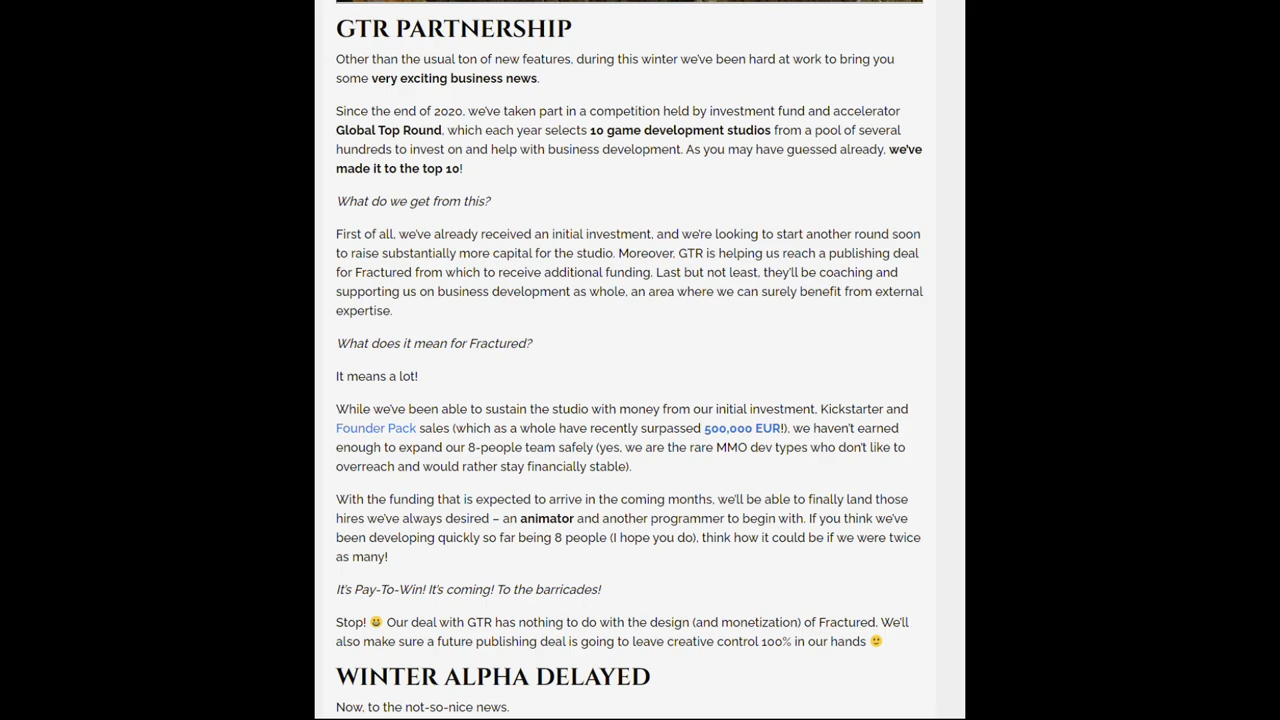 GTR PARTNERSHIP
Other than the usual ton of new features, during this winter we've been hard at work to bring you
some very exciting business news.
Since the end of 2020, we've taken part in a competition held by investment fund and accelerator
Global Top Round, which each year selects 10 game development studios from a pool of several
hundreds to invest on and help with business development. As you may have guessed already, we've
made it to the top 10!
What do we get from this?
First of all, we've already received an initial investment, and we're looking to start another round soon
to raise substantially more capital for the studio. Moreover, GTR is helping us reach a publishing deal
for Fractured from which to receive additional funding. Last but not least, they'll be coaching and
supporting us on business development as whole, an area where we can surely benefit from external
expertise.
What does it mean for Fractured?
It means a lot!
While we've been able to sustain the studio with money from our initial investment, Kickstarter and
Founder Pack sales (which as a whole have recently surpassed 500,000 EUR!), we haven't earned
enough to expand our 8-people team safely (yes, we are the rare MMO dev types who don't like to
overreach and would rather stay financially stable).
With the funding that is expected to arrive in the coming months, we'll be able to finally land those
hires we've always desired – an animator and another programmer to begin with. If you think we've
been developing quickly so far being 8 people (I hope you do), think how it could be if we were twice
as many!
It's Pay-To-Win! It's coming! To the barricades!
Stop! 😀 Our deal with GTR has nothing to do with the design (and monetization) of Fractured. We'll
also make sure a future publishing deal is going to leave creative control 100% in our hands 🙂
WINTER ALPHA DELAYED
Now, to the not-so-nice news.